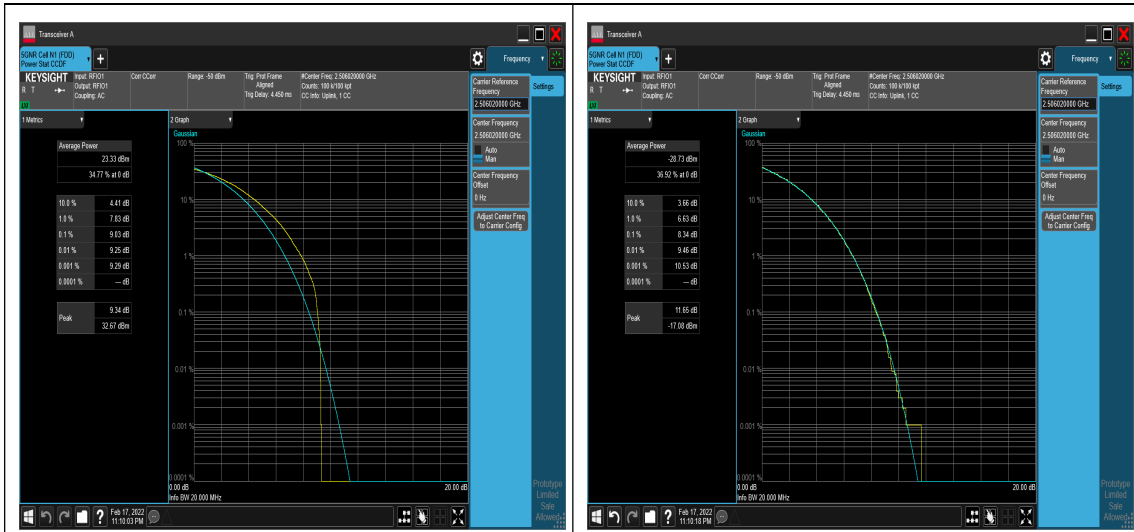 Transceiver A
5GNR Cell N1 (FDD)
Power Stat CCDF
+
Frequency
KEYSIGHT
R T
Input: RFIO1
Output: RFIO1
Coupling: AC
Corr CCorr
Range: -50 dBm
Trig: Prot Frame
Aligned
Trig Delay: 4.450 ms
#Center Freq: 2.506020000 GHz
Counts: 100 k/100 kpt
CC Info: Uplink, 1 CC
Carrier Reference
Frequency
2.506020000 GHz
Settings
Center Frequency
2.506020000 GHz
Auto
Man
Center Frequency
Offset
0 Hz
Adjust Center Freq
to Carrier Config
1 Metrics
Average Power
23.33 dBm
34.77 % at 0 dB
10.0 % 4.41 dB
1.0 % 7.83 dB
0.1 % 9.03 dB
0.01 % 9.25 dB
0.001 % 9.29 dB
0.0001 % — dB
Peak
9.34 dB
32.67 dBm
2 Graph
Gaussian
100 %
10 %
1 %
0.1 %
0.01 %
0.001 %
0.0001 %
0.00 dB 20.00 dB
Info BW 20.000 MHz
Prototype
Limited
Sale
Allowed
?
Feb 17, 2022
11:10:03 PM
Transceiver A
5GNR Cell N1 (FDD)
Power Stat CCDF
+
Frequency
KEYSIGHT
R T
Input: RFIO1
Output: RFIO1
Coupling: AC
Corr CCorr
Range: -50 dBm
Trig: Prot Frame
Aligned
Trig Delay: 4.450 ms
#Center Freq: 2.506020000 GHz
Counts: 100 k/100 kpt
CC Info: Uplink, 1 CC
Carrier Reference
Frequency
2.506020000 GHz
Settings
Center Frequency
2.506020000 GHz
Auto
Man
Center Frequency
Offset
0 Hz
Adjust Center Freq
to Carrier Config
1 Metrics
Average Power
-28.73 dBm
36.92 % at 0 dB
10.0 % 3.66 dB
1.0 % 6.63 dB
0.1 % 8.34 dB
0.01 % 9.46 dB
0.001 % 10.53 dB
0.0001 % — dB
Peak
11.65 dB
-17.08 dBm
2 Graph
Gaussian
100 %
10 %
1 %
0.1 %
0.01 %
0.001 %
0.0001 %
0.00 dB 20.00 dB
Info BW 20.000 MHz
Prototype
Limited
Sale
Allowed
?
Feb 17, 2022
11:10:18 PM